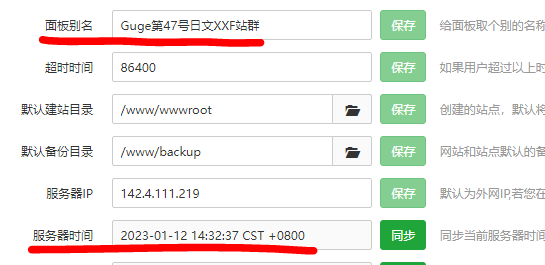 面板别名 Guge第47号日文XXF站群 保存 给面板取个别的名称
超时时间 86400 保存 如果用户超过以上时
默认建站目录 /www/wwwroot 保存 创建的站点，默认将
默认备份目录 /www/backup 保存 网站和站点默认的备
服务器IP 142.4.111.219 保存 默认为外网IP,若您在
服务器时间 2023-01-12 14:32:37 CST +0800 同步 同步当前服务器时间